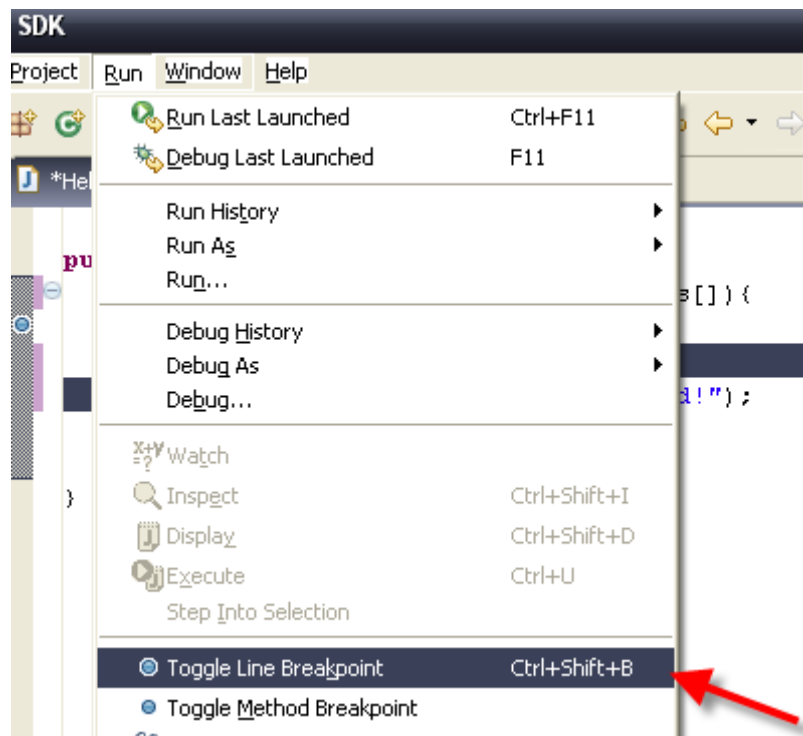 SDK
Project Run Window Help
Run Last Launched Ctrl+F11
Debug Last Launched F11
*Hel
Run History
pu
Run As
Run...
s[]){
Debug History
Debug As
Debug...
d!");
X+Y
=?
Watch
}
Inspect Ctrl+Shift+I
Display Ctrl+Shift+D
Execute Ctrl+U
Step Into Selection
Toggle Line Breakpoint Ctrl+Shift+B
Toggle Method Breakpoint